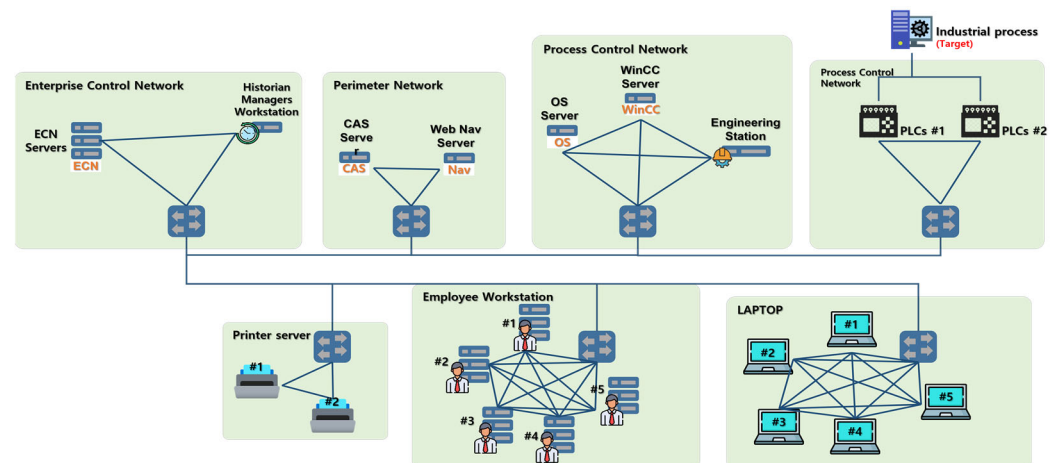 Enterprise Control Network
Historian
Managers
Workstation
ECN
Servers
ECN
Perimeter Network
CAS
Serve
r
CAS
Web Nav
Server
Nav
Process Control Network
WinCC
Server
WinCC
OS
Server
OS
Engineering
Station
Industrial process
(Target)
Process Control
Network
PLCs #1
PLCs #2
Printer server
#1
#2
Employee Workstation
#1
#2
#3
#4
#5
LAPTOP
#1
#2
#3
#4
#5